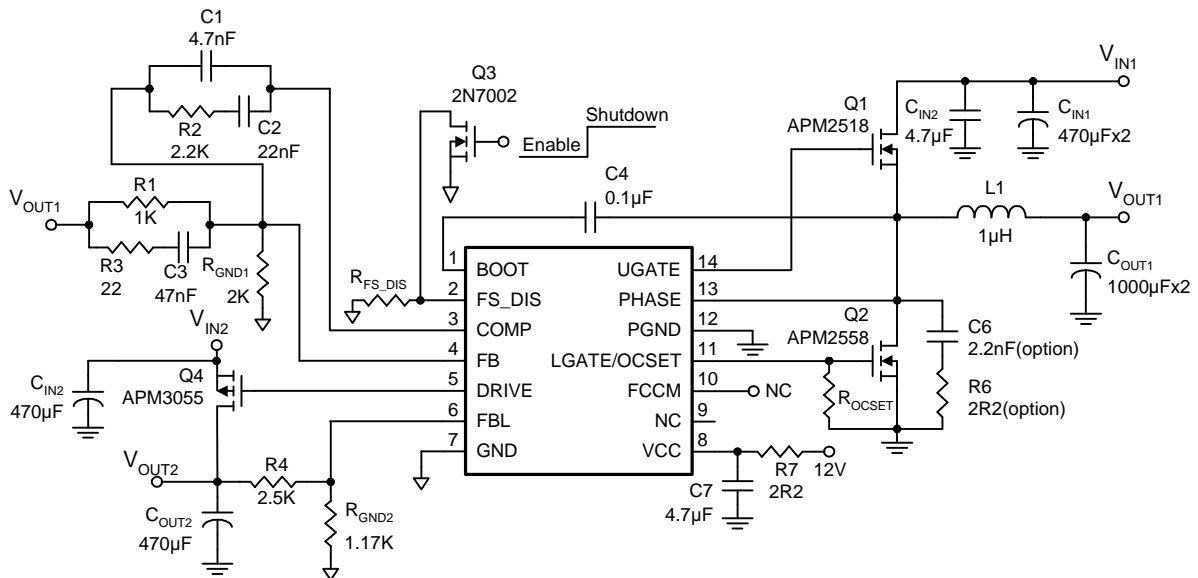 C1
4.7nF
R2
2.2K
C2
22nF
Q3
2N7002
Shutdown
Enable
VIN1
Q1
APM2518
CIN2
4.7µF
CIN1
470µFx2
C4
0.1µF
VOUT1
R1
1K
R3
22
C3
47nF
RGND1
2K
L1
1µH
VOUT1
COUT1
1000µFx2
RFS_DIS
1 BOOT
2 FS_DIS
3 COMP
4 FB
5 DRIVE
6 FBL
7 GND
UGATE 14
PHASE 13
PGND 12
LGATE/OCSET 11
FCCM 10
NC 9
VCC 8
NC
Q2
APM2558
C6
2.2nF(option)
R6
2R2(option)
ROCSET
VIN2
CIN2
470µF
Q4
APM3055
VOUT2
R4
2.5K
COUT2
470µF
RGND2
1.17K
R7
2R2
12V
C7
4.7µF